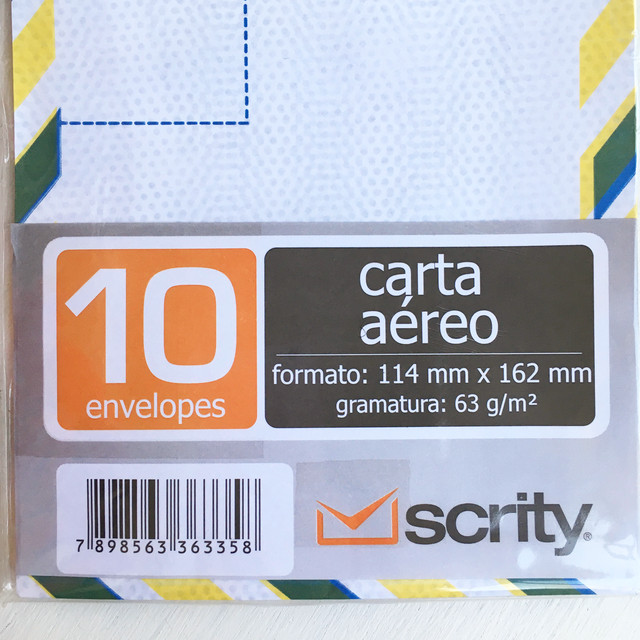 10
envelopes
carta
aéreo
formato: 114 mm x 162 mm
gramatura: 63 g/m²
7 898563 363358
scrity®